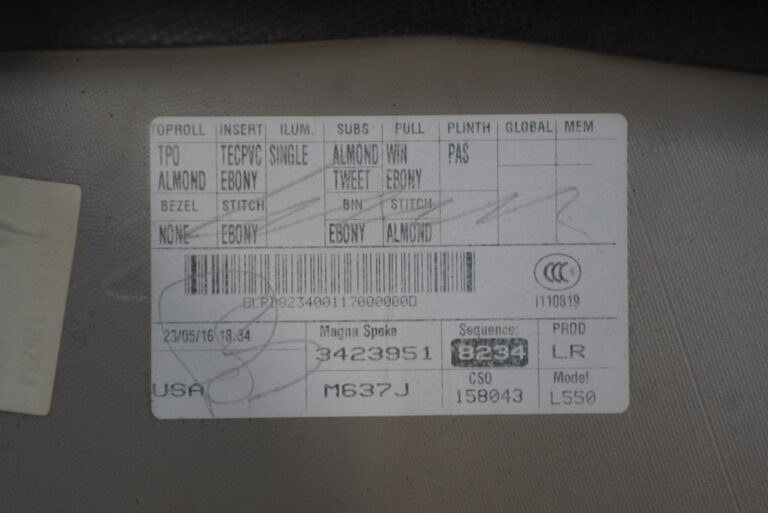 TOPROLL INSERT ILUM. SUBS PULL PLINTH GLOBAL MEM
TPO TECPVC SINGLE ALMOND WIN PAS
ALMOND EBONY TWEET EBONY
BEZEL STITCH BIN STITCH
NONE EBONY EBONY ALMOND
CCC S
I110819
23/05/16 18:34 Magna Speke Sequence: PROD
3423951 8234 LR
USA M637J CSO Model
158043 L550